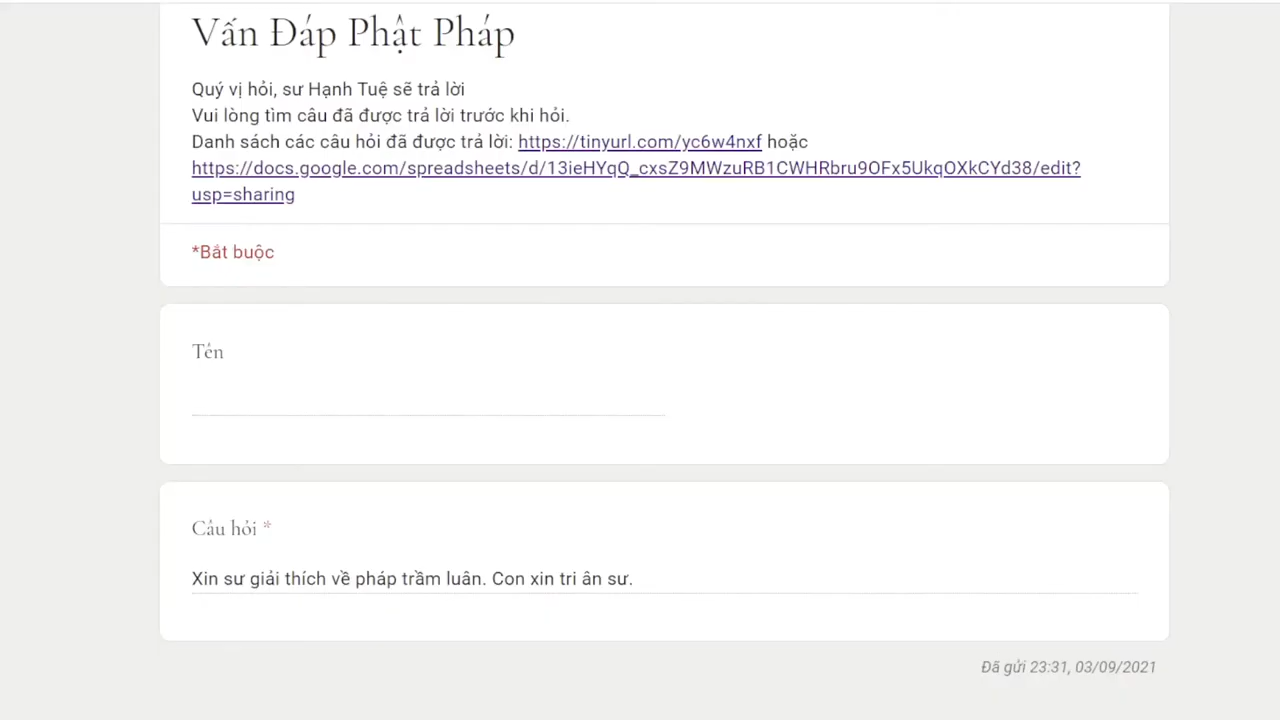 Vấn Đáp Phật Pháp
Quý vị hỏi, sư Hạnh Tuệ sẽ trả lời
Vui lòng tìm câu đã được trả lời trước khi hỏi.
Danh sách các câu hỏi đã được trả lời: https://tinyurl.com/yc6w4nxf hoặc
https://docs.google.com/spreadsheets/d/13ieHYqQ_cxsZ9MWzuRB1CWHRbru9OFx5UkqOXkCYd38/edit?
usp=sharing
*Bắt buộc
Tên
Câu hỏi *
Xin sư giải thích về pháp trầm luân. Con xin tri ân sư.
Đã gửi 23:31, 03/09/2021